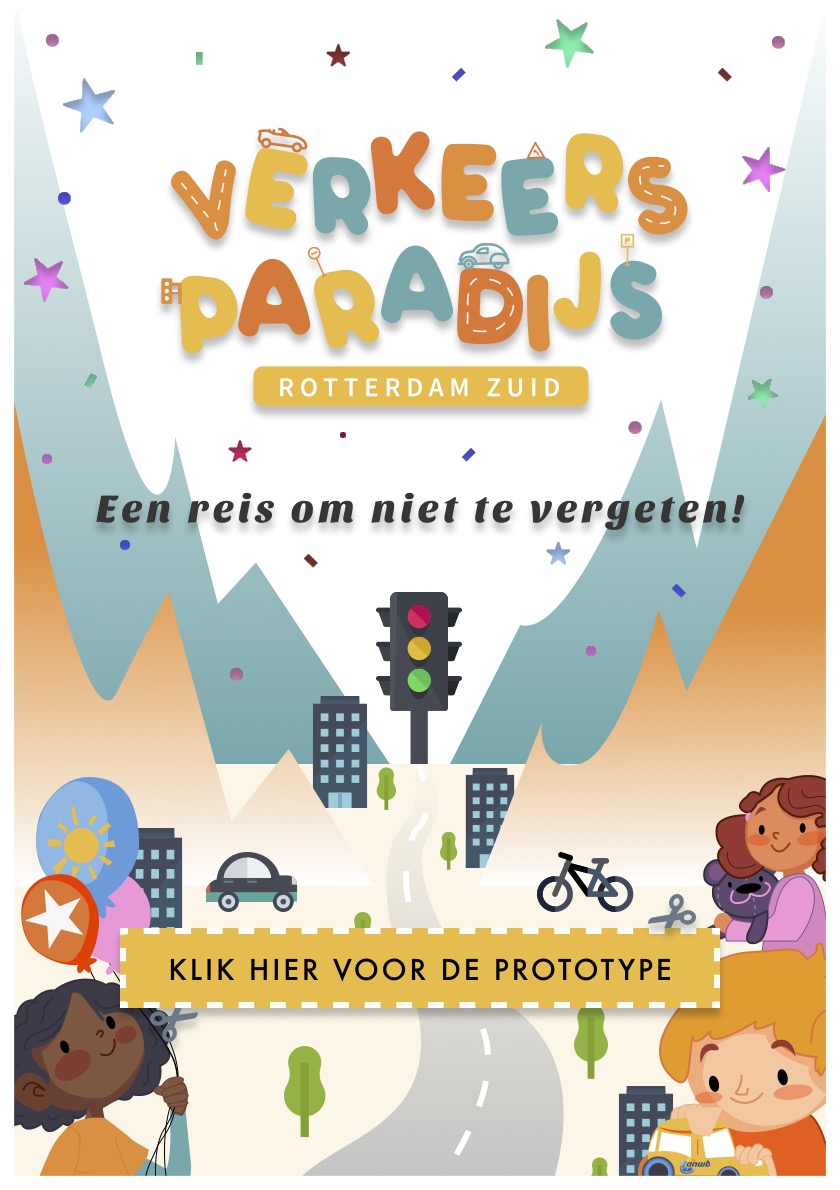 VERKEERS
PARADIJS
P
ROTTERDAM ZUID
Een reis om niet te vergeten!
KLIK HIER VOOR DE PROTOTYPE
anwb